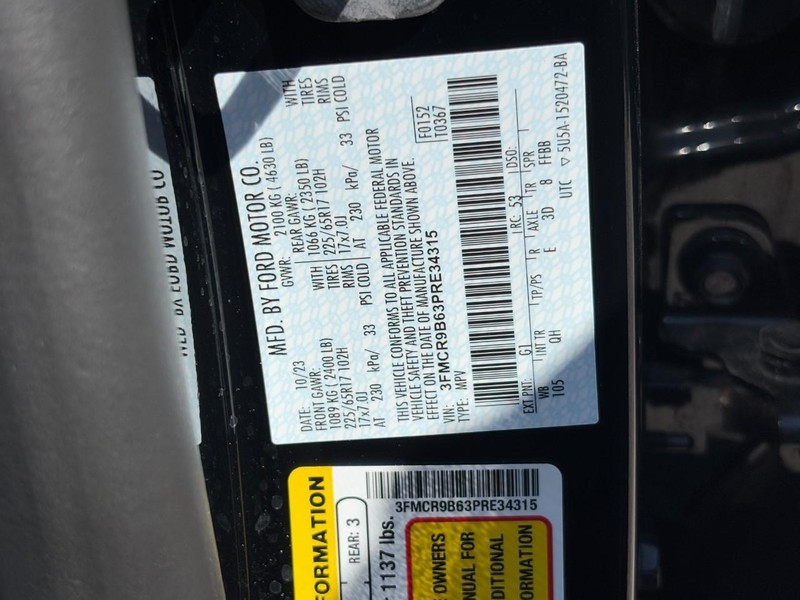 MFD. BY FORD MOTOR CO.
DATE: 10/23 GVWR: 2100 KG ( 4630 LB)
FRONT GAWR: REAR GAWR:
1089 KG ( 2400 LB) WITH 1066 KG ( 2350 LB) WITH
225/65R17 102H TIRES 225/65R17 102H TIRES
17x7.0J RIMS 17x7.0J RIMS
AT 230 kPa/ 33 PSI COLD AT 230 kPa/ 33 PSI COLD
THIS VEHICLE CONFORMS TO ALL APPLICABLE FEDERAL MOTOR
VEHICLE SAFETY AND THEFT PREVENTION STANDARDS IN
EFFECT ON THE DATE OF MANUFACTURE SHOWN ABOVE.
VIN: 3FMCR9B63PRE34315
TYPE: MPV
F0152
T0367
EXT PNT: G1 RC: 53 DSO:
WB INT TR TP/PS R AXLE TR SPR
105 QH E 3D 8 FFBB
UTC ▽ 5U5A-1520472-BA
FORMATION
REAR: 3
1137 lbs.
3FMCR9B63PRE34315
OWNERS
NUAL FOR
DITIONAL
ORMATION